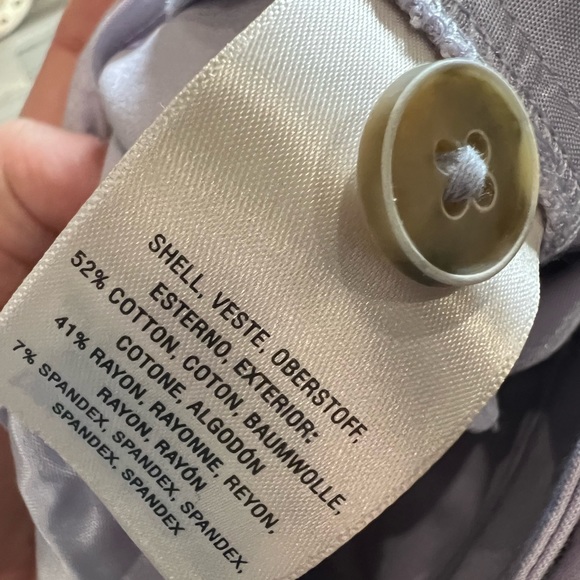 SHELL, VESTE, OBERSTOFF,
ESTERNO, EXTERIOR:
52% COTTON, COTON, BAUMWOLLE,
COTONE, ALGODÓN
41% RAYON, RAYONNE, REYON,
RAYON, RAYÓN
7% SPANDEX, SPANDEX, SPANDEX,
SPANDEX, SPANDEX